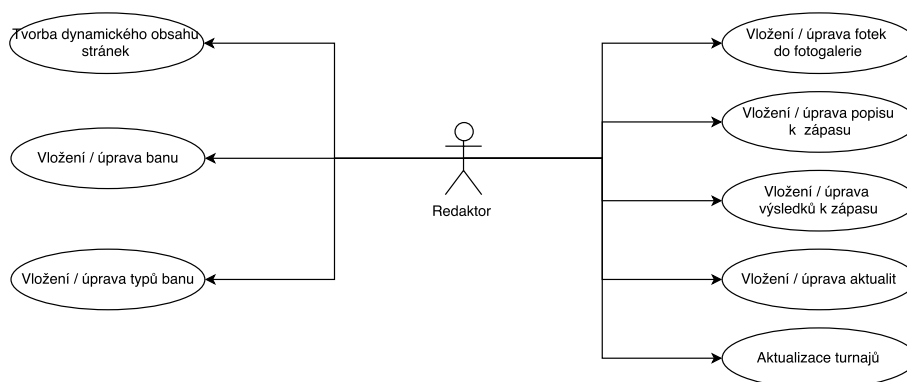 Tvorba dynamického obsahu
stránek
Vložení / úprava banu
Vložení / úprava typů banu
Redaktor
Vložení / úprava fotek
do fotogalerie
Vložení / úprava popisu
k zápasu
Vložení / úprava
výsledků k zápasu
Vložení / úprava aktualit
Aktualizace turnajů